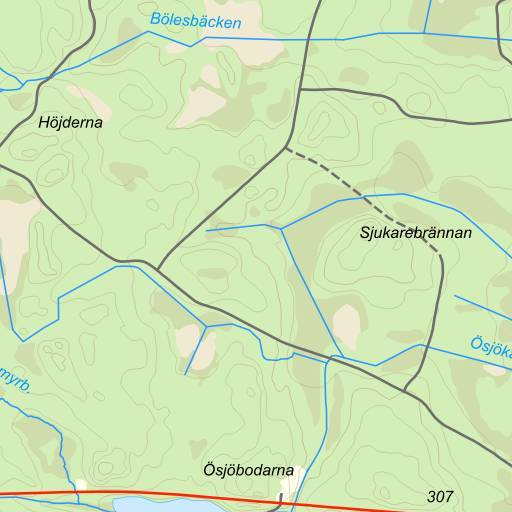 Bölesbäcken
Höjderna
Sjukarebrännan
Ösjöka
myrb.
Ösjöbodarna
307